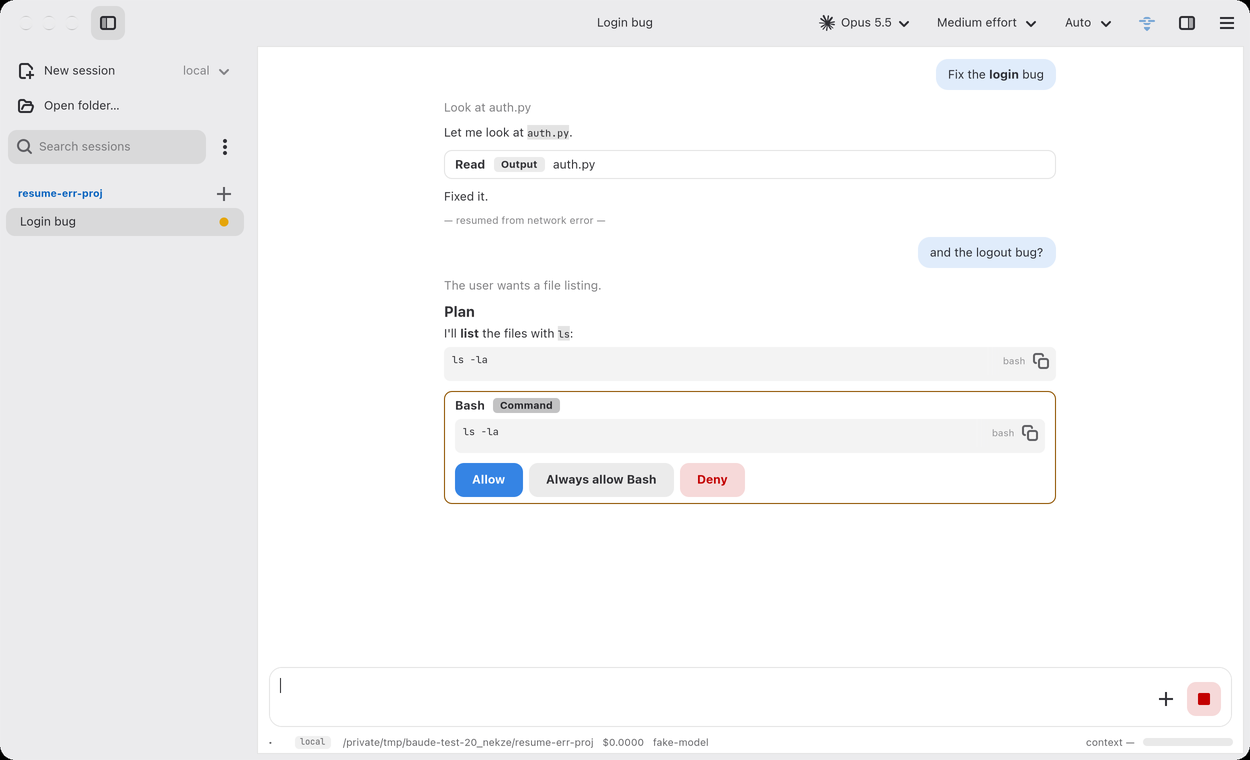 Login bug
Opus 5.5
Medium effort
Auto
New session
local
Open folder...
Search sessions
resume-err-proj
Login bug
Fix the login bug
Look at auth.py
Let me look at auth.py.
Read Output auth.py
Fixed it.
— resumed from network error —
and the logout bug?
The user wants a file listing.
Plan
I'll list the files with ls:
ls -la
bash
Bash Command
ls -la
bash
Allow
Always allow Bash
Deny
local /private/tmp/baude-test-20_nekze/resume-err-proj $0.0000 fake-model
context —